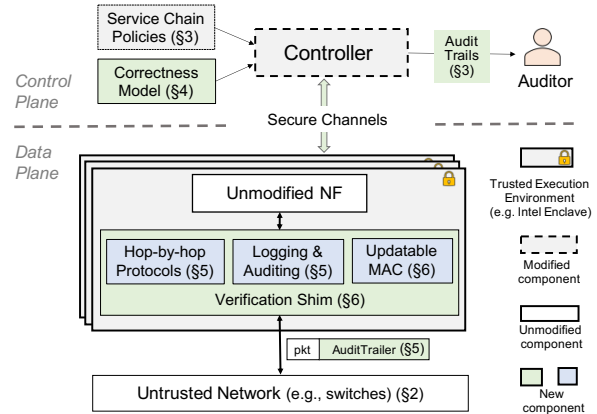 Service Chain
Policies (§3)
Correctness
Model (§4)
Controller
Audit
Trails
(§3)
Auditor
Control
Plane
Secure Channels
Data
Plane
Unmodified NF
Hop-by-hop
Protocols (§5)
Logging &
Auditing (§5)
Updatable
MAC (§6)
Verification Shim (§6)
pkt
AuditTrailer (§5)
Untrusted Network (e.g., switches) (§2)
Trusted Execution
Environment
(e.g. Intel Enclave)
Modified
component
Unmodified
component
New
component